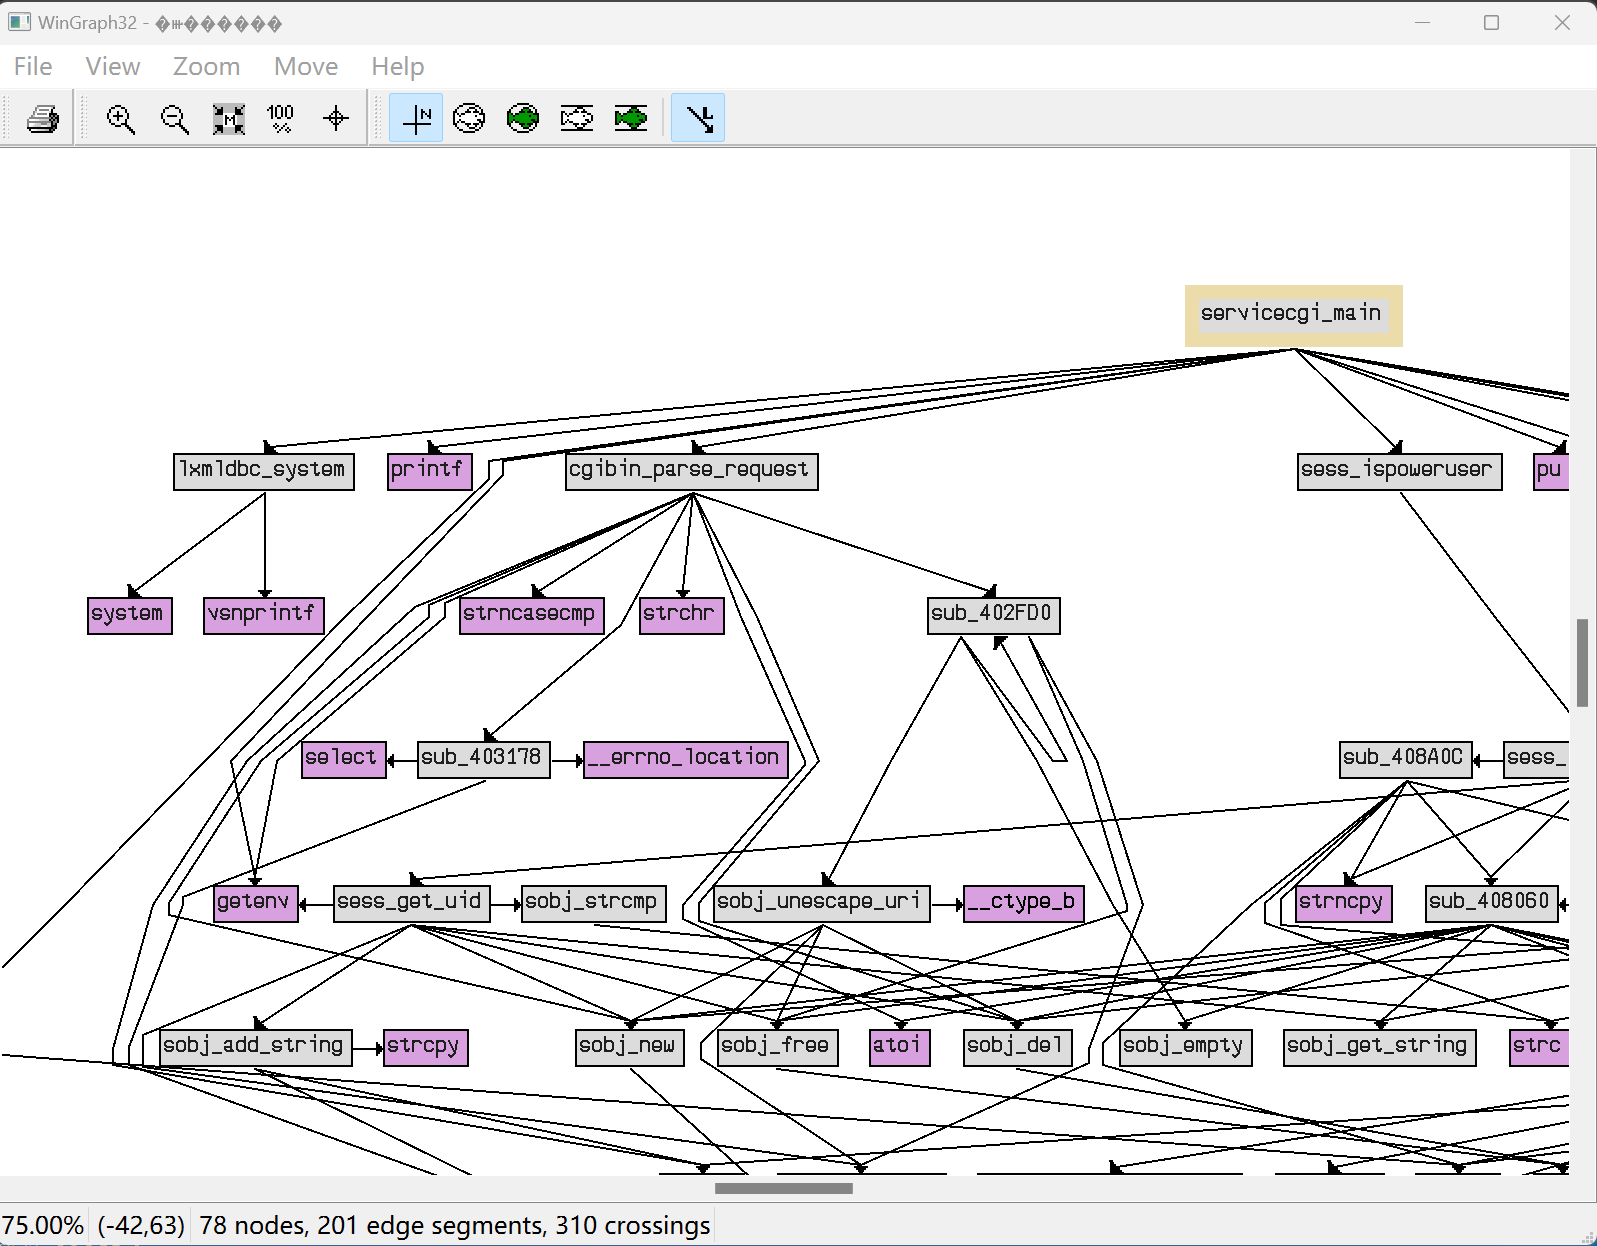 WinGraph32 - �⧻������
File View Zoom Move Help
100 %
N
M
servicecgi_main
lxmldbc_system printf cgibin_parse_request sess_ispoweruser pu
system vsnprintf strncasecmp strchr sub_402FD0
select sub_403178 __errno_location sub_408A0C sess_
getenv sess_get_uid sobj_strcmp sobj_unescape_uri __ctype_b strncpy sub_408060
sobj_add_string strcpy sobj_new sobj_free atoi sobj_del sobj_empty sobj_get_string strc
75.00% (-42,63) 78 nodes, 201 edge segments, 310 crossings